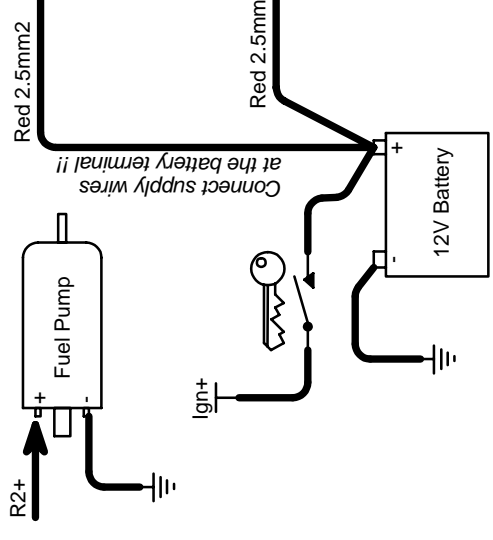 Red 2.5mm2
Red 2.5mm
Connect supply wires
at the battery terminal !!
+
-
12V Battery
Fuel Pump
+
-
Ign+
R2+